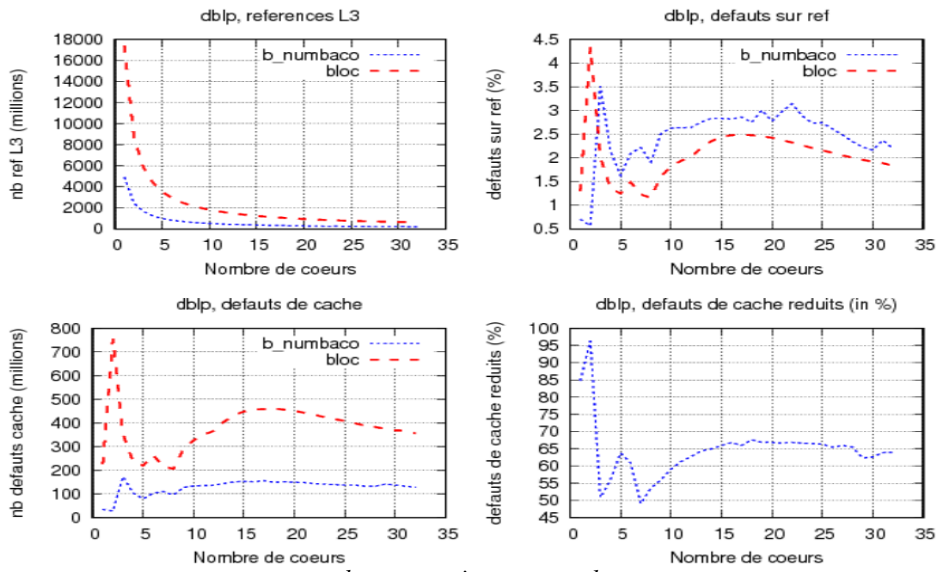 dblp, references L3
nb ref L3 (millions)
18000
16000
14000
12000
10000
8000
6000
4000
2000
0
b_numbaco
bloc
0 5 10 15 20 25 30 35
Nombre de coeurs
dblp, defauts sur ref
defauts sur ref (%)
4.5
4
3.5
3
2.5
2
1.5
1
0.5
b_numbaco
bloc
0 5 10 15 20 25 30 35
Nombre de coeurs
dblp, defauts de cache
nb defauts cache (millions)
800
700
600
500
400
300
200
100
0
b_numbaco
bloc
0 5 10 15 20 25 30 35
Nombre de coeurs
dblp, defauts de cache reduits (in %)
defauts de cache reduits (%)
100
95
90
85
80
75
70
65
60
55
50
45
0 5 10 15 20 25 30 35
Nombre de coeurs